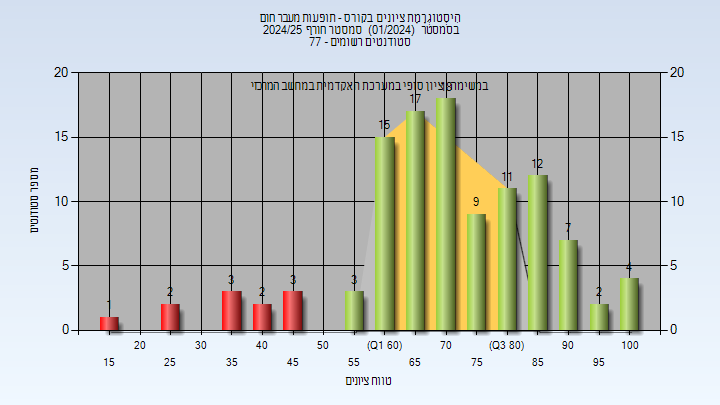 היסטוגרמת ציונים בקורס - תופעות מעבר חום
בסמסטר (01/2024) סמסטר חורף 2024/25
סטודנטים רשומים - 77
במשימה: ציון סופי במערכת האקדמית במחשב המרכזי
מספר סטודנטים
20 20
15 15
10 10
5 5
0 0
1 2 3 2 3 3 15 17 18 9 11 12 7 2 4
20 30 40 50 (Q1 60) 70 (Q3 80) 90 100
15 25 35 45 55 65 75 85 95
טווח ציונים